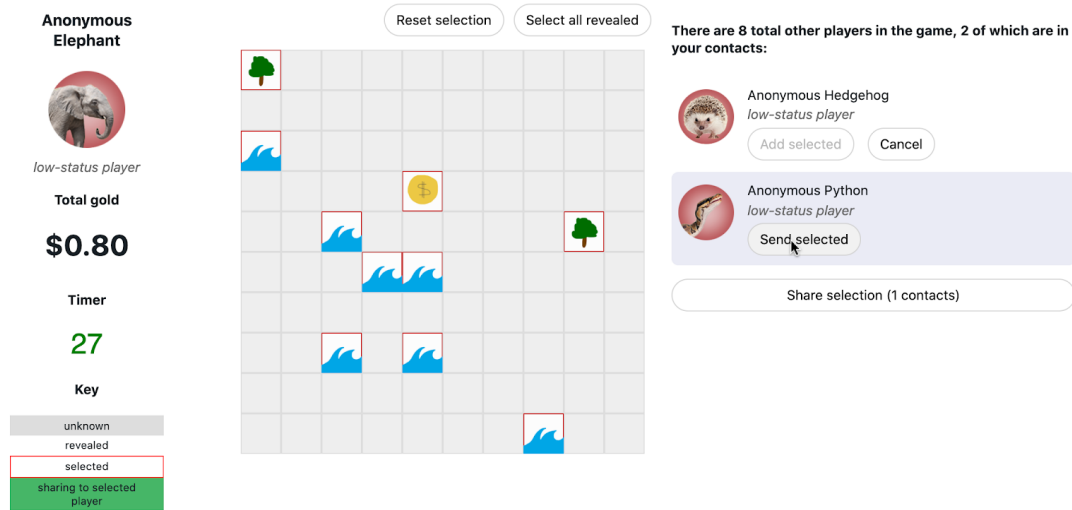 Anonymous
Elephant
low-status player
Total gold
$0.80
Timer
27
Key
unknown
revealed
selected
sharing to selected
player
Reset selection
Select all revealed
$
There are 8 total other players in the game, 2 of which are in
your contacts:
Anonymous Hedgehog
low-status player
Add selected
Cancel
Anonymous Python
low-status player
Send selected
Share selection (1 contacts)